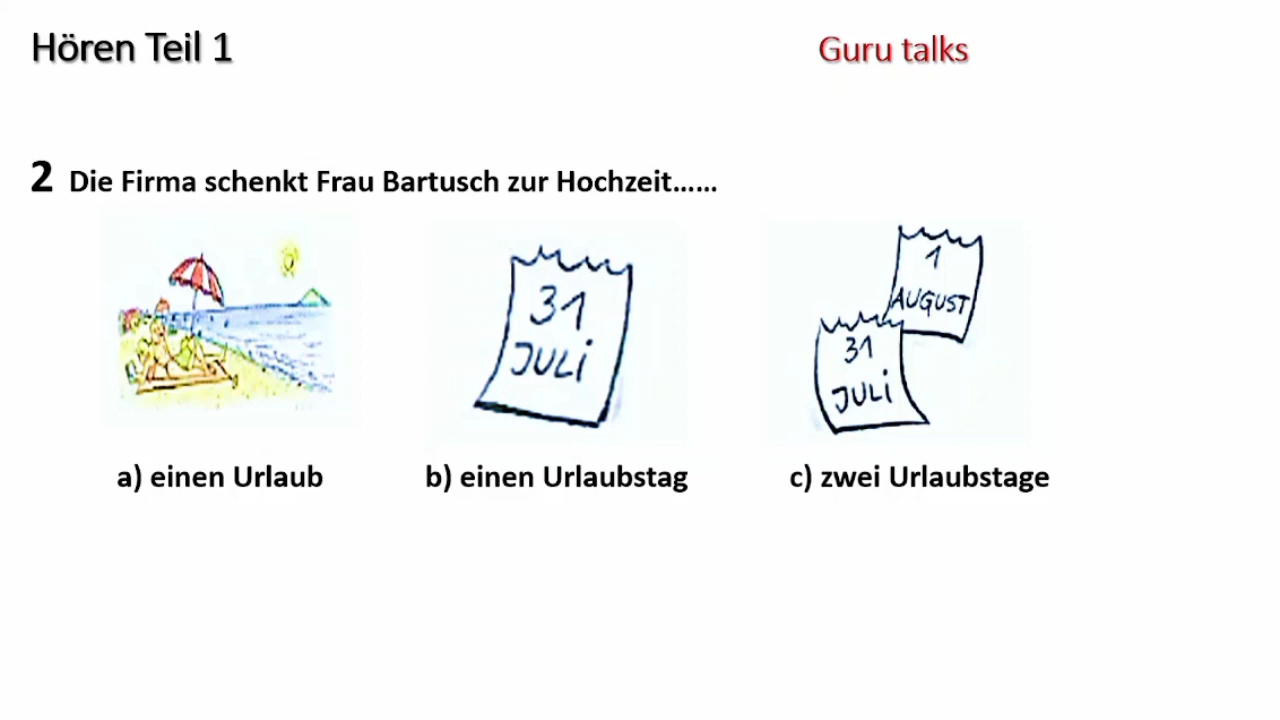 Hören Teil 1
Guru talks
2 Die Firma schenkt Frau Bartusch zur Hochzeit......
31
JULi
1
AUGUST
31
JULi
a) einen Urlaub
b) einen Urlaubstag
c) zwei Urlaubstage